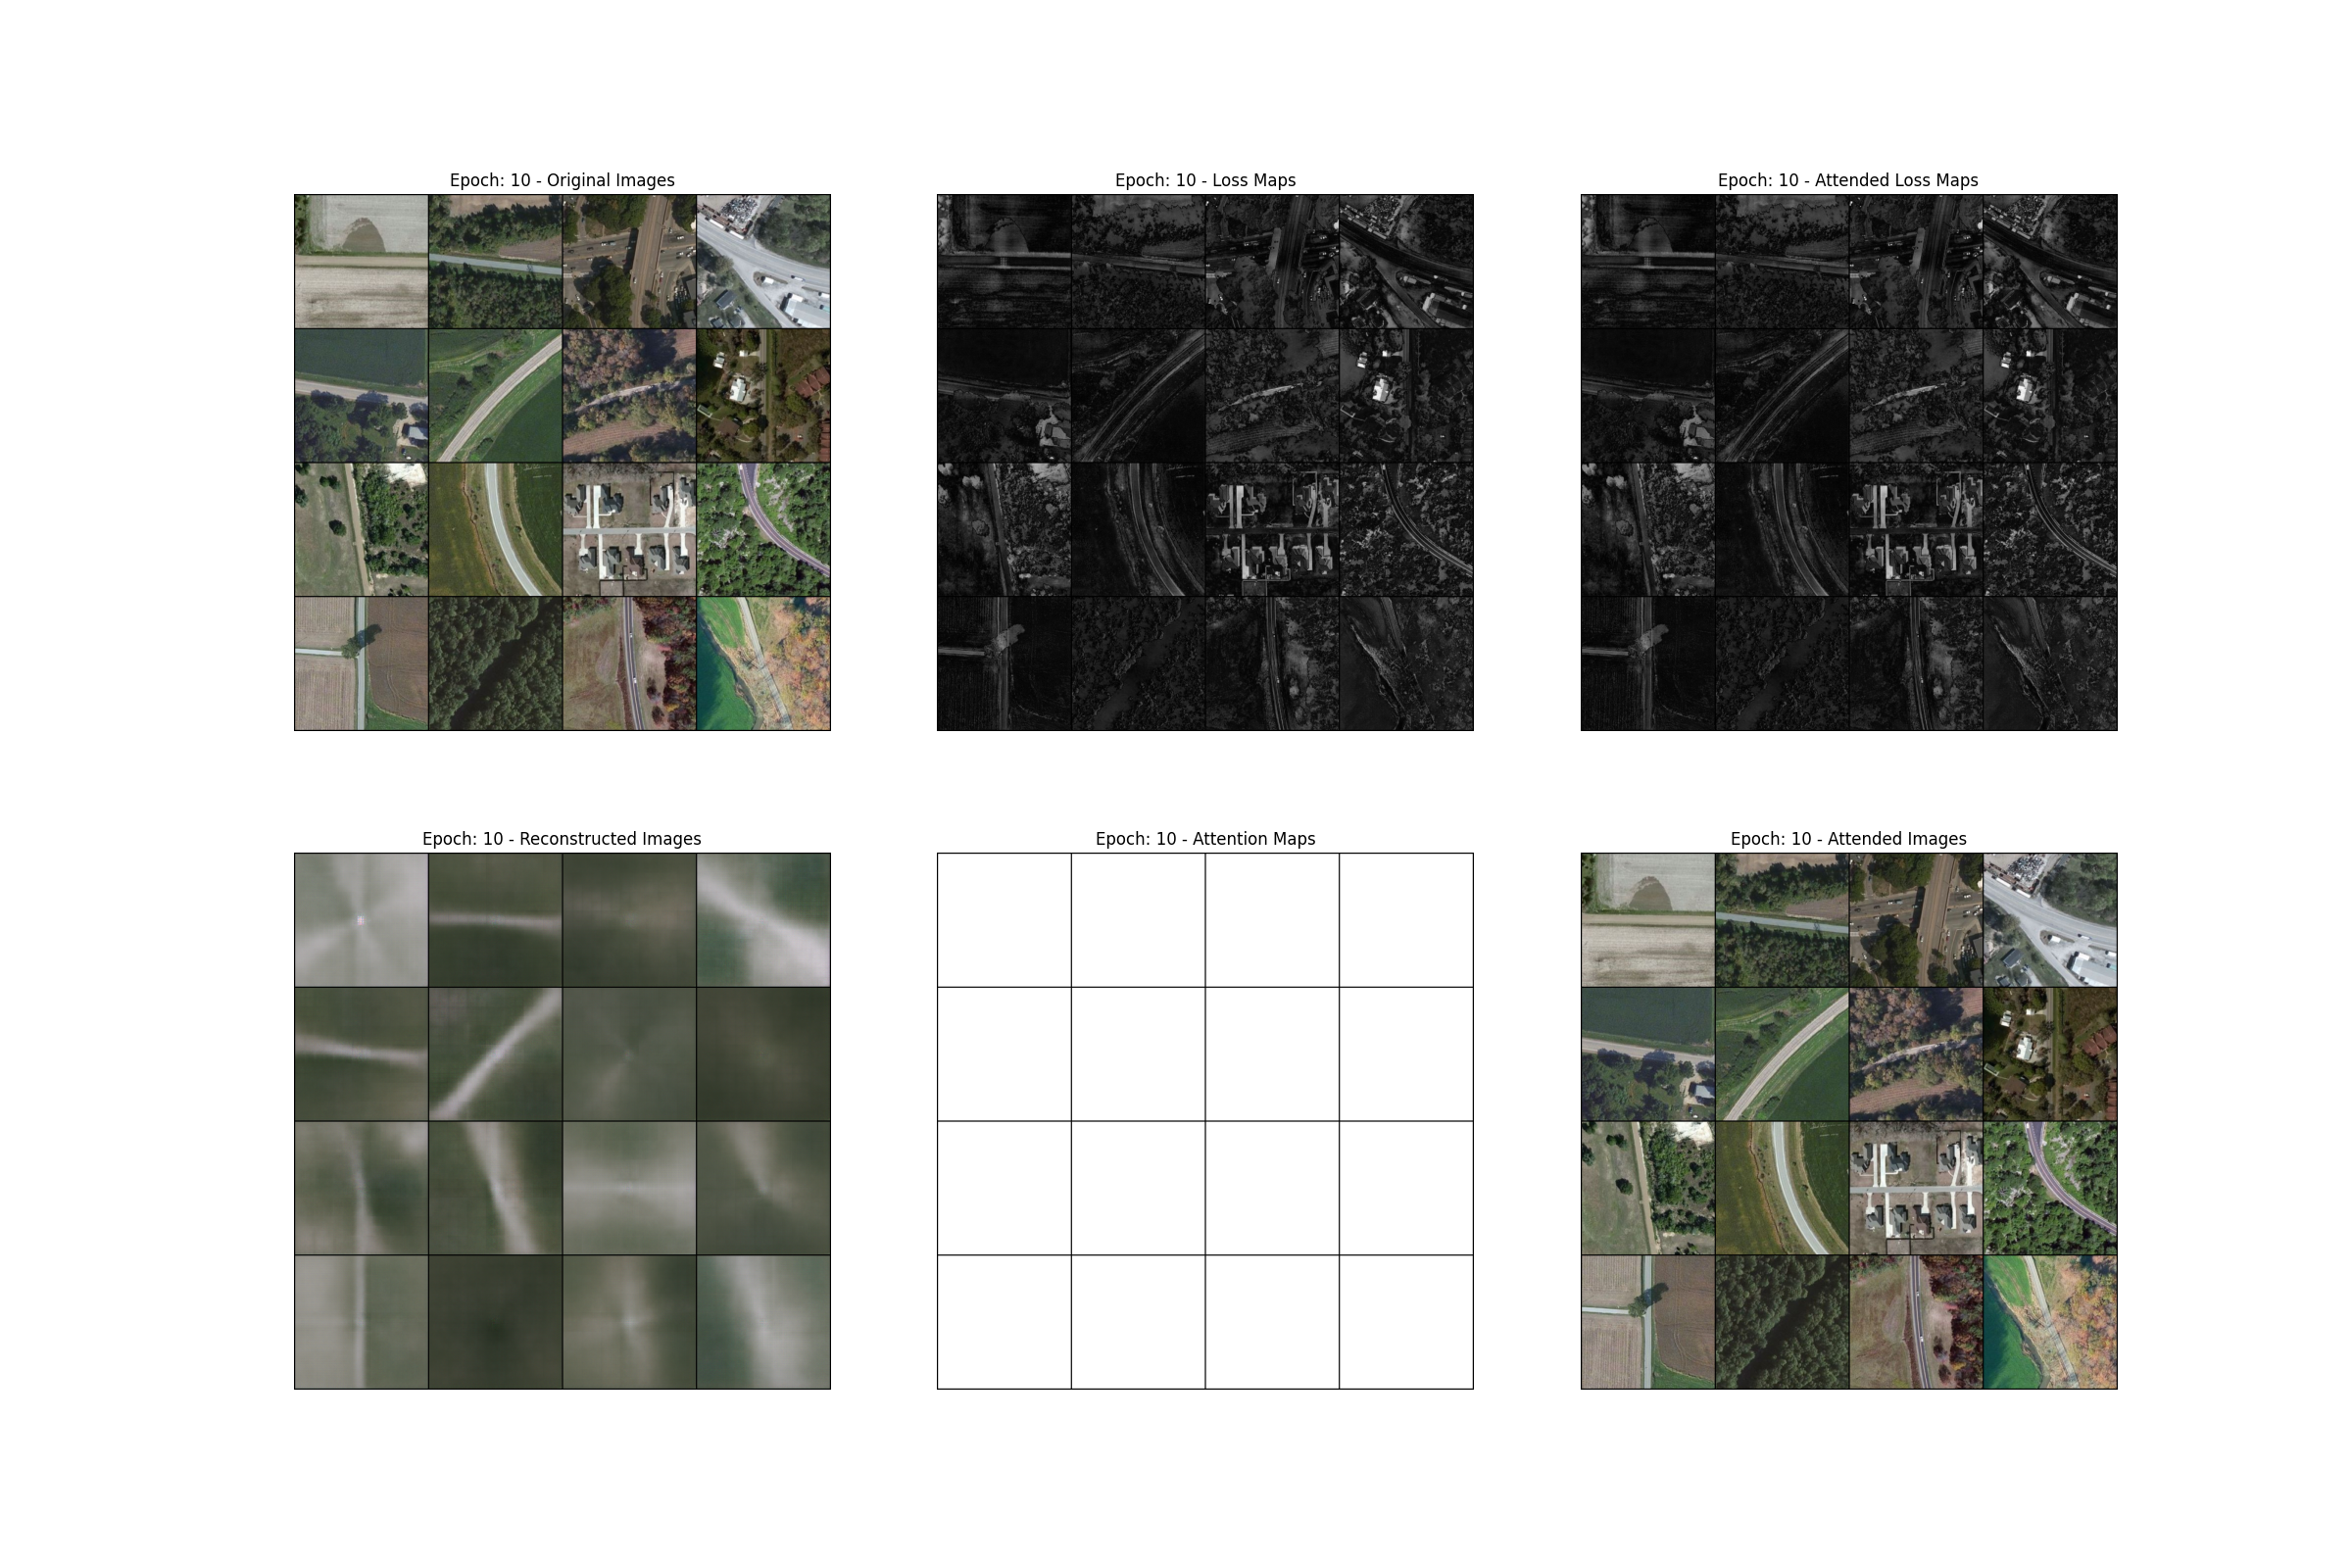 Epoch: 10 - Original Images
Epoch: 10 - Loss Maps
Epoch: 10 - Attended Loss Maps
Epoch: 10 - Reconstructed Images
Epoch: 10 - Attention Maps
Epoch: 10 - Attended Images